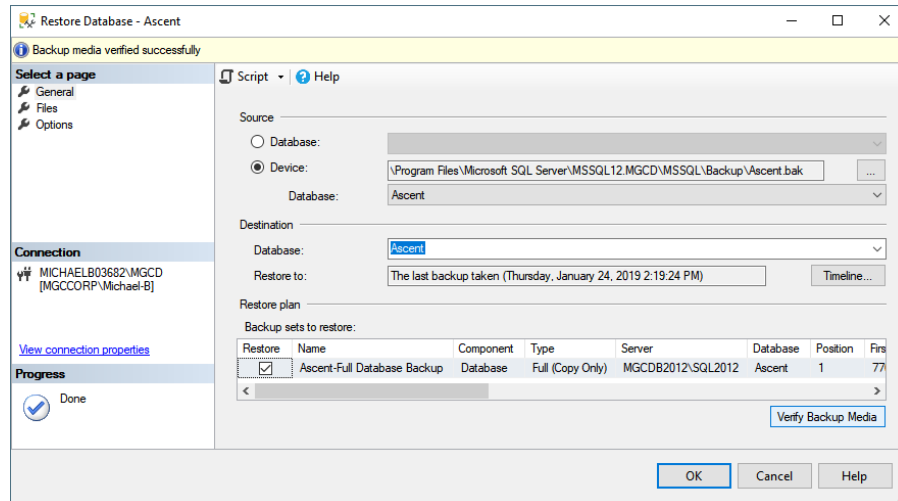 Restore Database - Ascent
Backup media verified successfully
Select a page
General
Files
Options
Script Help
Source
Database:
Device: \Program Files\Microsoft SQL Server\MSSQL12.MGCD\MSSQL\Backup\Ascent.bak ...
Database: Ascent
Destination
Database: Ascent
Restore to: The last backup taken (Thursday, January 24, 2019 2:19:24 PM) Timeline...
Restore plan
Backup sets to restore:
Restore Name Component Type Server Database Position Firs
Ascent-Full Database Backup Database Full (Copy Only) MGCDB2012\SQL2012 Ascent 1 770
Verify Backup Media
Connection
MICHAELB03682\MGCD
[MGCCORP\Michael-B]
View connection properties
Progress
Done
OK Cancel Help